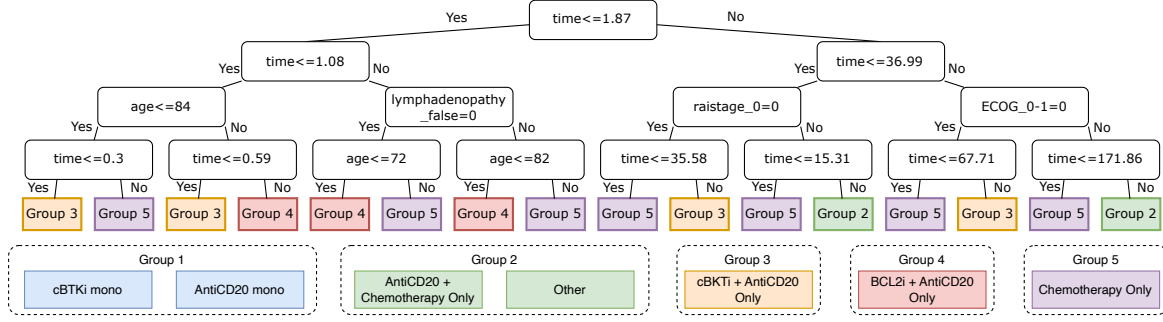 time<=1.87
Yes
No
time<=1.08
time<=36.99
Yes
No
Yes
No
age<=84
lymphadenopathy
_false=0
raistage_0=0
ECOG_0-1=0
Yes
No
Yes
No
Yes
No
Yes
No
time<=0.3
time<=0.59
age<=72
age<=82
time<=35.58
time<=15.31
time<=67.71
time<=171.86
Yes
No
Yes
No
Yes
No
Yes
No
Yes
No
Yes
No
Yes
No
Yes
No
Group 3
Group 5
Group 3
Group 4
Group 4
Group 5
Group 4
Group 5
Group 5
Group 3
Group 5
Group 2
Group 5
Group 3
Group 5
Group 2
Group 1
cBTKi mono
AntiCD20 mono
Group 2
AntiCD20 +
Chemotherapy Only
Other
Group 3
cBKTi + AntiCD20
Only
Group 4
BCL2i + AntiCD20
Only
Group 5
Chemotherapy Only